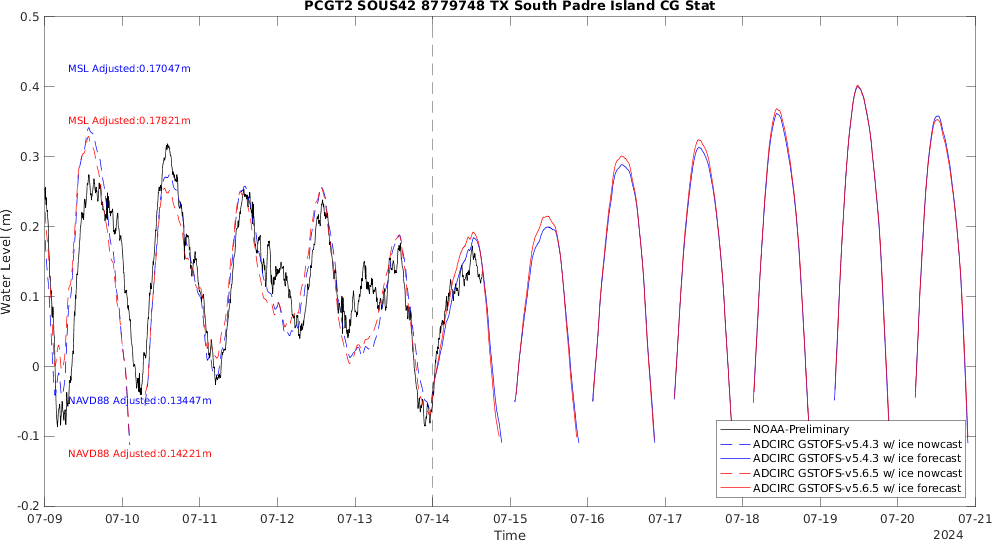 PCGT2 SOUS42 8779748 TX South Padre Island CG Stat
0.5
0.4
0.3
0.2
0.1
0
-0.1
-0.2
Water Level (m)
MSL Adjusted:0.17047m
MSL Adjusted:0.17821m
NAVD88 Adjusted:0.13447m
NAVD88 Adjusted:0.14221m
NOAA-Preliminary
ADCIRC GSTOFS-v5.4.3 w/ ice nowcast
ADCIRC GSTOFS-v5.4.3 w/ ice forecast
ADCIRC GSTOFS-v5.6.5 w/ ice nowcast
ADCIRC GSTOFS-v5.6.5 w/ ice forecast
07-09 07-10 07-11 07-12 07-13 07-14 07-15 07-16 07-17 07-18 07-19 07-20 07-21
Time
2024